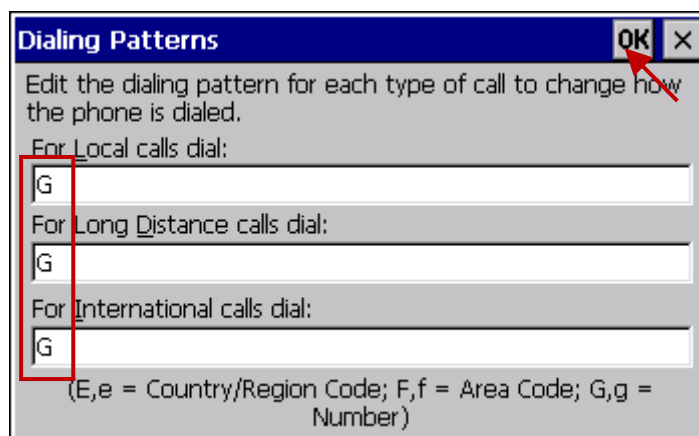 Dialing Patterns OK ×
Edit the dialing pattern for each type of call to change how
the phone is dialed.
For Local calls dial:
G
For Long Distance calls dial:
G
For International calls dial:
G
(E,e = Country/Region Code; F,f = Area Code; G,g =
Number)